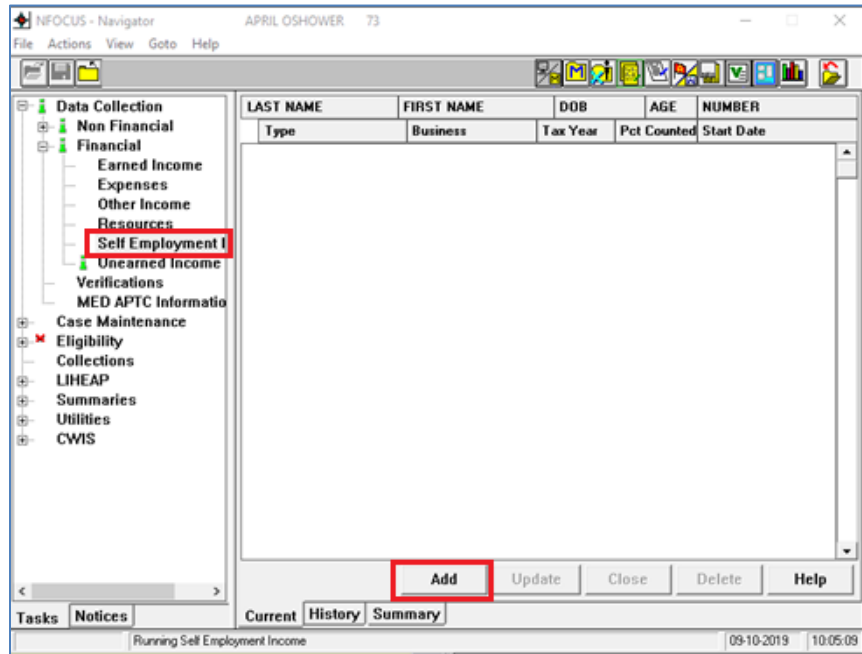 NFOCUS - Navigator APRIL OSHOWER 73
File Actions View Goto Help
Data Collection
Non Financial
Financial
Earned Income
Expenses
Other Income
Resources
Self Employment I
Unearned Income
Verifications
MED APTC Informatio
Case Maintenance
Eligibility
Collections
LIHEAP
Summaries
Utilities
CWIS
Tasks Notices
LAST NAME FIRST NAME DOB AGE NUMBER
Type Business Tax Year Pct Counted Start Date
Add Update Close Delete Help
Current History Summary
Running Self Employment Income 09-10-2019 10:05:09